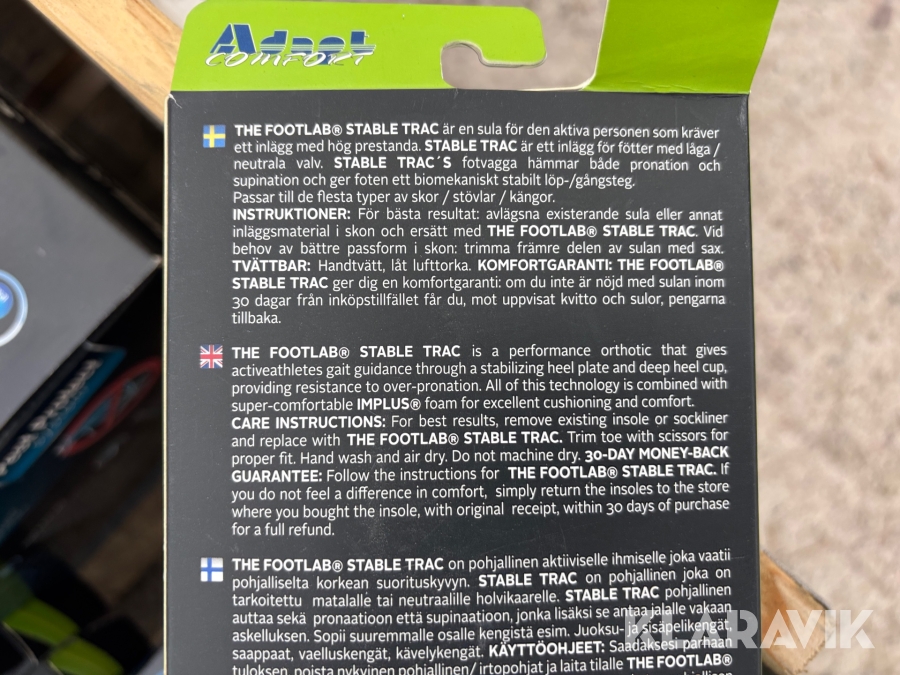 Adnet
COMFORT
THE FOOTLAB® STABLE TRAC är en sula för den aktiva personen som kräver
ett inlägg med hög prestanda. STABLE TRAC är ett inlägg för fötter med låga /
neutrala valv. STABLE TRAC´S fotvagga hämmar både pronation och
supination och ger foten ett biomekaniskt stabilt löp-/gångsteg.
Passar till de flesta typer av skor / stövlar / kängor.
INSTRUKTIONER: För bästa resultat: avlägsna existerande sula eller annat
inläggsmaterial i skon och ersätt med THE FOOTLAB® STABLE TRAC. Vid
behov av bättre passform i skon: trimma främre delen av sulan med sax.
TVÄTTBAR: Handtvätt, låt lufttorka. KOMFORTGARANTI: THE FOOTLAB®
STABLE TRAC ger dig en komfortgaranti: om du inte är nöjd med sulan inom
30 dagar från inköpstillfället får du, mot uppvisat kvitto och sulor, pengarna
tillbaka.
THE FOOTLAB® STABLE TRAC is a performance orthotic that gives
activeathletes gait guidance through a stabilizing heel plate and deep heel cup,
providing resistance to over-pronation. All of this technology is combined with
super-comfortable IMPLUS® foam for excellent cushioning and comfort.
CARE INSTRUCTIONS: For best results, remove existing insole or sockliner
and replace with THE FOOTLAB® STABLE TRAC. Trim toe with scissors for
proper fit. Hand wash and air dry. Do not machine dry. 30-DAY MONEY-BACK
GUARANTEE: Follow the instructions for THE FOOTLAB® STABLE TRAC. If
you do not feel a difference in comfort, simply return the insoles to the store
where you bought the insole, with original receipt, within 30 days of purchase
for a full refund.
THE FOOTLAB® STABLE TRAC on pohjallinen aktiiviselle ihmiselle joka vaatii
pohjalliselta korkean suorituskyvyn. STABLE TRAC on pohjallinen joka on
tarkoitettu matalalle tai neutraalille holvikaarelle. STABLE TRAC pohjallinen
auttaa sekä pronaatioon että supinaatioon, jonka lisäksi se antaa jalalle vakaan
askelluksen. Sopii suuremmalle osalle kengistä esim. Juoksu- ja sisäpelikengät,
saappaat, vaelluskengät, kävelykengät. KÄYTTÖOHJEET: Saadaksesi parhaan
tuloksen, poista nykyinen pohjallinen/ irtopohjat ja laita tilalle THE FOOTLAB®
KLARAVIK